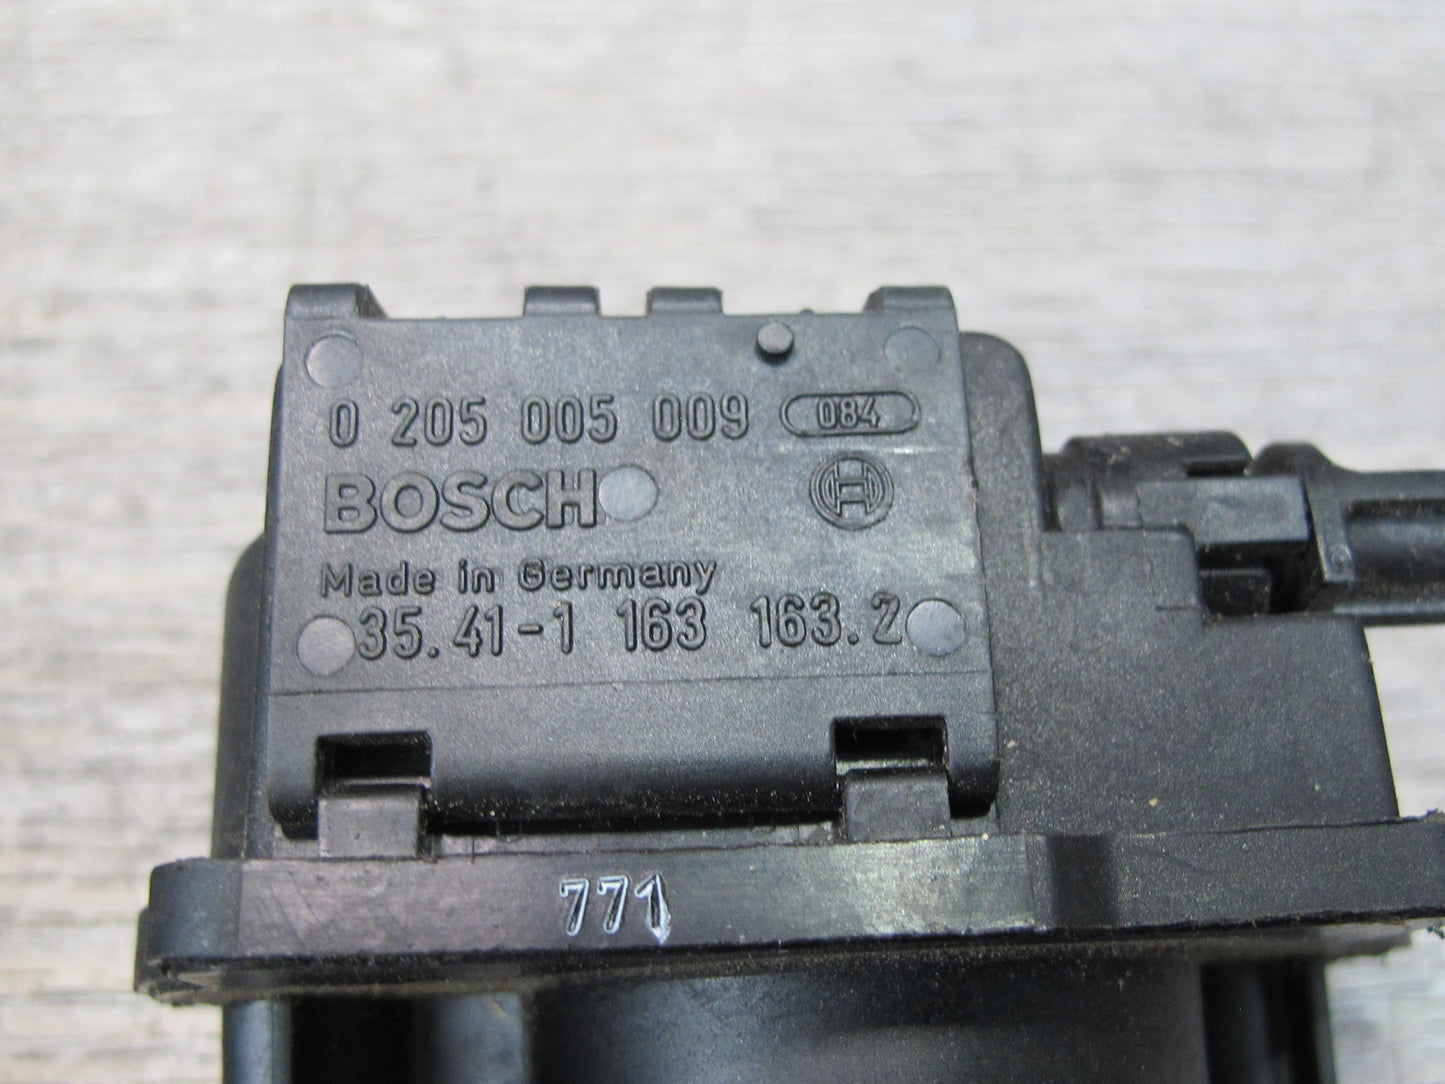 0 205 005 009 084
BOSCH
Made in Germany
35.41-1 163 163.2
771